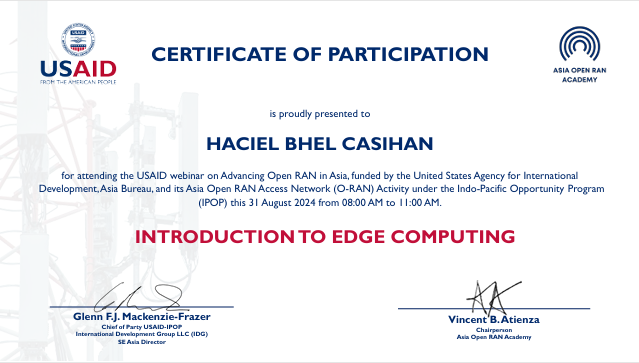 CERTIFICATE OF PARTICIPATION
USAID
FROM THE AMERICAN PEOPLE
ASIA OPEN RAN
ACADEMY
is proudly presented to
HACIEL BHEL CASIHAN
for attending the USAID webinar on Advancing Open RAN in Asia, funded by the United States Agency for International
Development, Asia Bureau, and its Asia Open RAN Access Network (O-RAN) Activity under the Indo-Pacific Opportunity Program
(IPOP) this 31 August 2024 from 08:00 AM to 11:00 AM.
INTRODUCTION TO EDGE COMPUTING
Glenn F.J. Mackenzie-Frazer
Chief of Party USAID-IPOP
International Development Group LLC (IDG)
SE Asia Director
Vincent B. Atienza
Chairperson
Asia Open RAN Academy